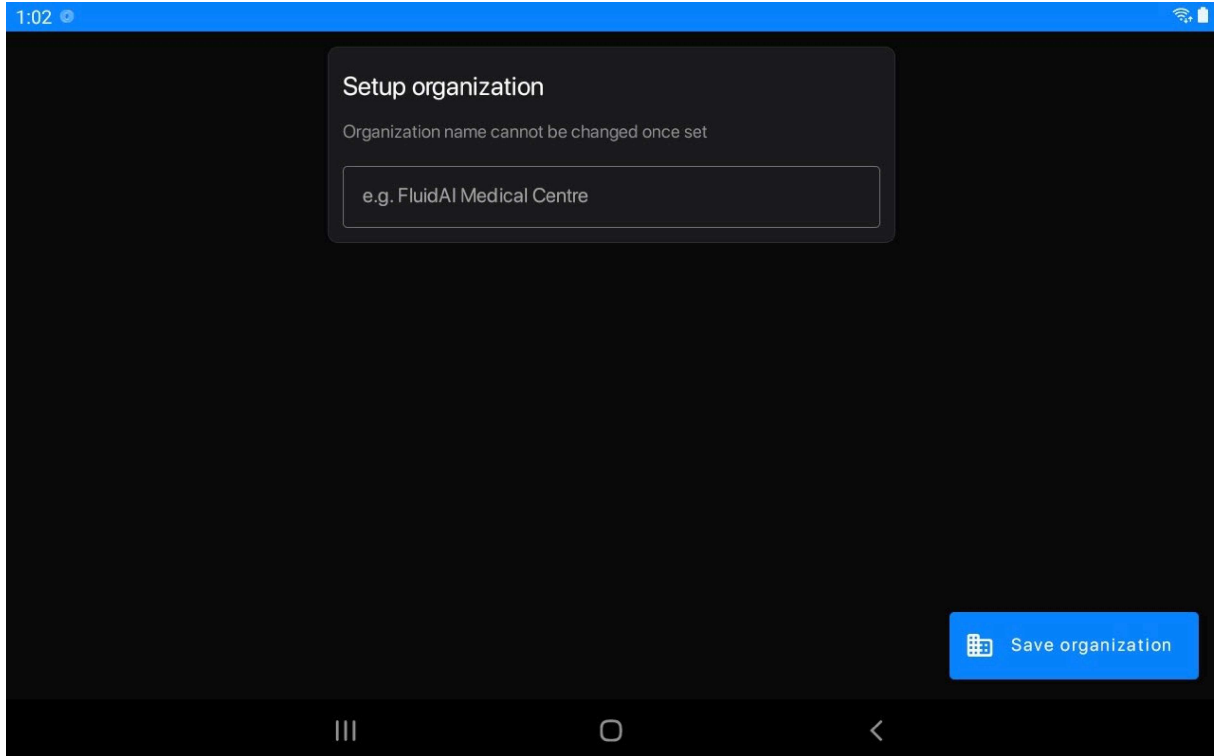 1:02
Setup organization
Organization name cannot be changed once set
e.g. FluidAI Medical Centre
Save organization